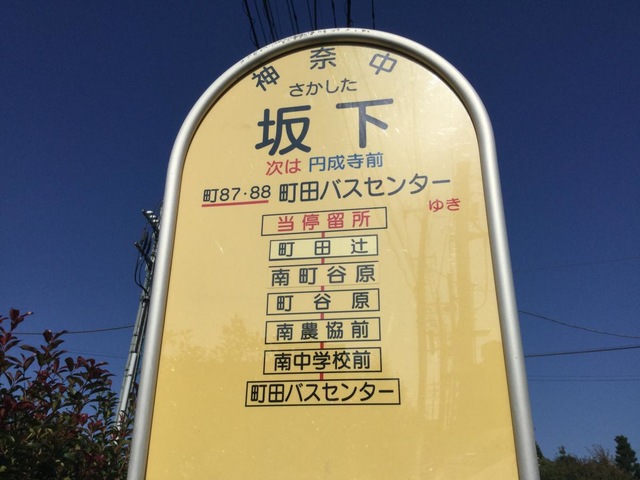 神奈中
さかした
坂下
次は 円成寺前
町87・88 町田バスセンター
ゆき
当停留所
町田辻
南町谷原
町谷原
南農協前
南中学校前
町田バスセンター